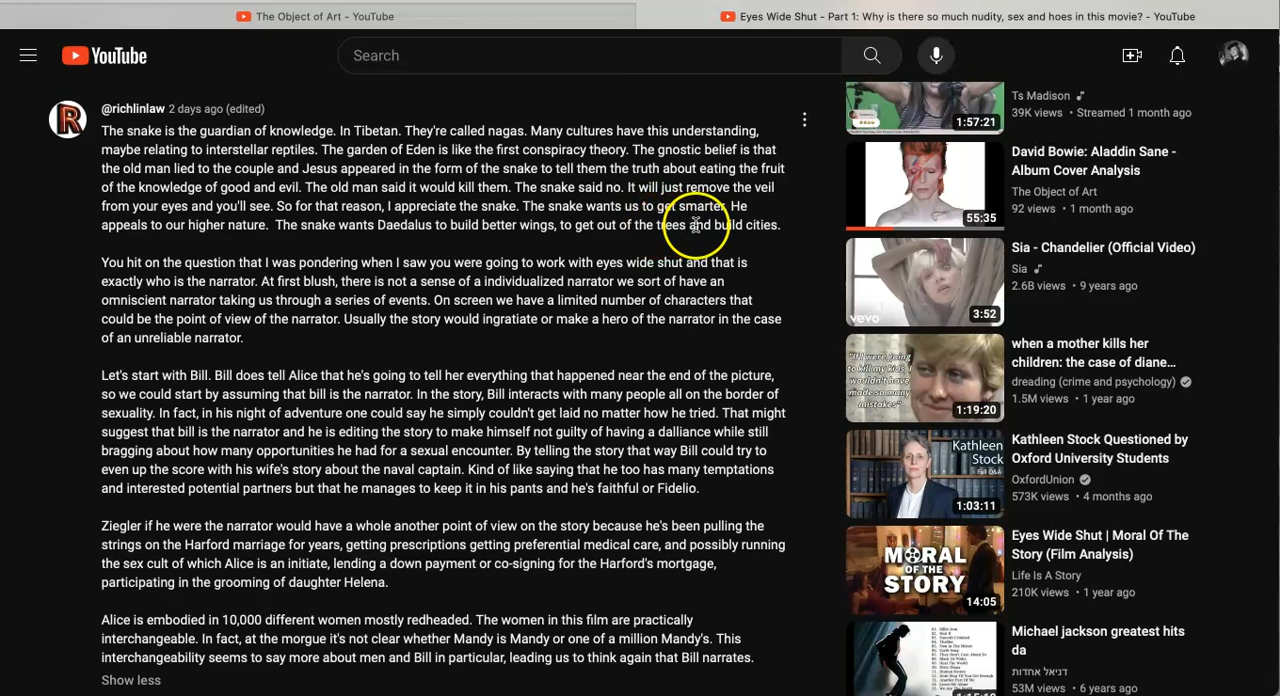 The Object of Art - YouTube
Eyes Wide Shut - Part 1: Why is there so much nudity, sex and hoes in this movie? - YouTube
YouTube
Search
@richlinlaw 2 days ago (edited)
The snake is the guardian of knowledge. In Tibetan. They're called nagas. Many cultures have this understanding,
maybe relating to interstellar reptiles. The garden of Eden is like the first conspiracy theory. The gnostic belief is that
the old man lied to the couple and Jesus appeared in the form of the snake to tell them the truth about eating the fruit
of the knowledge of good and evil. The old man said it would kill them. The snake said no. It will just remove the veil
from your eyes and you'll see. So for that reason, I appreciate the snake. The snake wants us to get smarter. He
appeals to our higher nature.  The snake wants Daedalus to build better wings, to get out of the trees and build cities.
You hit on the question that I was pondering when I saw you were going to work with eyes wide shut and that is
exactly who is the narrator. At first blush, there is not a sense of a individualized narrator we sort of have an
omniscient narrator taking us through a series of events. On screen we have a limited number of characters that
could be the point of view of the narrator. Usually the story would ingratiate or make a hero of the narrator in the case
of an unreliable narrator.
Let's start with Bill. Bill does tell Alice that he's going to tell her everything that happened near the end of the picture,
so we could start by assuming that bill is the narrator. In the story, Bill interacts with many people all on the border of
sexuality. In fact, in his night of adventure one could say he simply couldn't get laid no matter how he tried. That might
suggest that bill is the narrator and he is editing the story to make himself not guilty of having a dalliance while still
bragging about how many opportunities he had for a sexual encounter. By telling the story that way Bill could try to
even up the score with his wife's story about the naval captain. Kind of like saying that he too has many temptations
and interested potential partners but that he manages to keep it in his pants and he's faithful or Fidelio.
Ziegler if he were the narrator would have a whole another point of view on the story because he's been pulling the
strings on the Harford marriage for years, getting prescriptions getting preferential medical care, and possibly running
the sex cult of which Alice is an initiate, lending a down payment or co-signing for the Harford's mortgage,
participating in the grooming of daughter Helena.
Alice is embodied in 10,000 different women mostly redheaded. The women in this film are practically
interchangeable. In fact, at the morgue it's not clear whether Mandy is Mandy or one of a million Mandy's. This
interchangeability seems to say more about men and Bill in particular, leading us to think again that Bill narrates.
Show less
Ts Madison
39K views • Streamed 1 month ago
1:57:21
David Bowie: Aladdin Sane -
Album Cover Analysis
The Object of Art
92 views • 1 month ago
55:35
Sia - Chandelier (Official Video)
Sia
2.6B views • 9 years ago
vevo
3:52
when a mother kills her
children: the case of diane...
dreading (crime and psychology)
1.5M views • 1 year ago
"If I were going
to kill my kids, I
wouldn't have
made so many
mistakes"
1:19:20
Kathleen Stock Questioned by
Oxford University Students
OxfordUnion
573K views • 4 months ago
Kathleen
Stock
Full Q&A
1:03:11
Eyes Wide Shut | Moral Of The
Story (Film Analysis)
Life Is A Story
210K views • 1 year ago
MORAL
OF THE
STORY
14:05
Michael jackson greatest hits
da
דניאל אחדות
53M views • 6 years ago